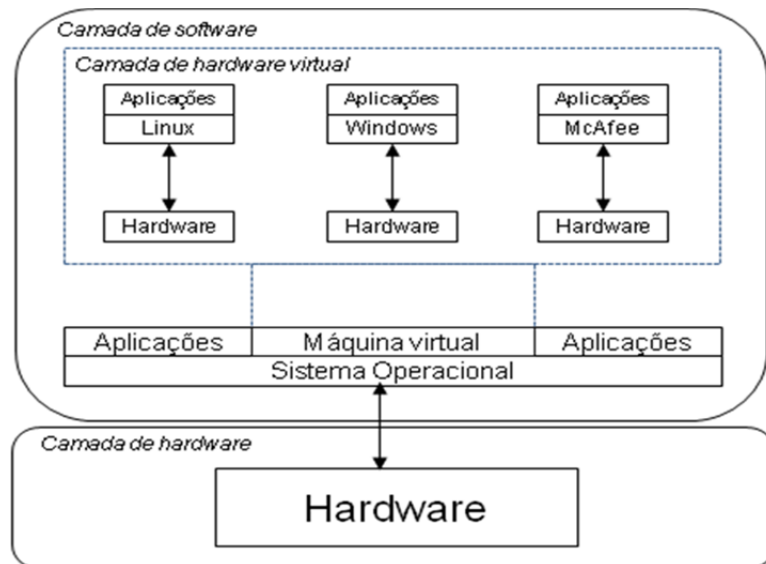 Camada de software
Camada de hardware virtual
Aplicações Aplicações Aplicações
Linux Windows McAfee
Hardware Hardware Hardware
Aplicações Máquina virtual Aplicações
Sistema Operacional
Camada de hardware
Hardware